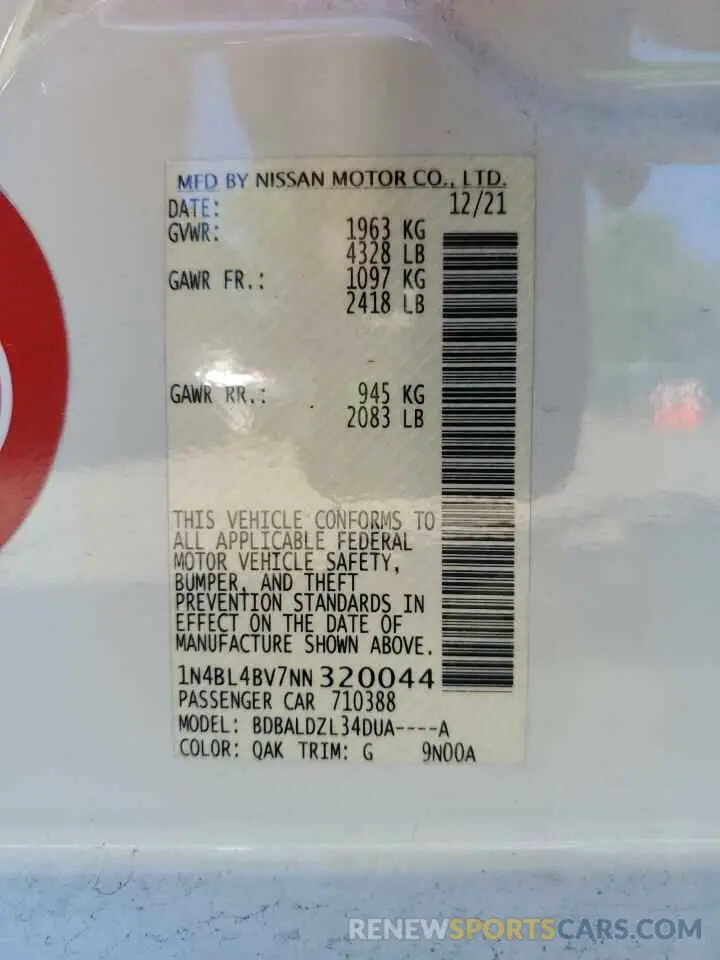 MFD BY NISSAN MOTOR CO., LTD.
DATE: 12/21
GVWR: 1963 KG
4328 LB
GAWR FR.: 1097 KG
2418 LB
GAWR RR.: 945 KG
2083 LB
THIS VEHICLE CONFORMS TO
ALL APPLICABLE FEDERAL
MOTOR VEHICLE SAFETY,
BUMPER, AND THEFT
PREVENTION STANDARDS IN
EFFECT ON THE DATE OF
MANUFACTURE SHOWN ABOVE.
1N4BL4BV7NN320044
PASSENGER CAR 710388
MODEL: BDBALDZL34DUA----A
COLOR: QAK TRIM: G 9N00A
RENEWSPORTSCARS.COM